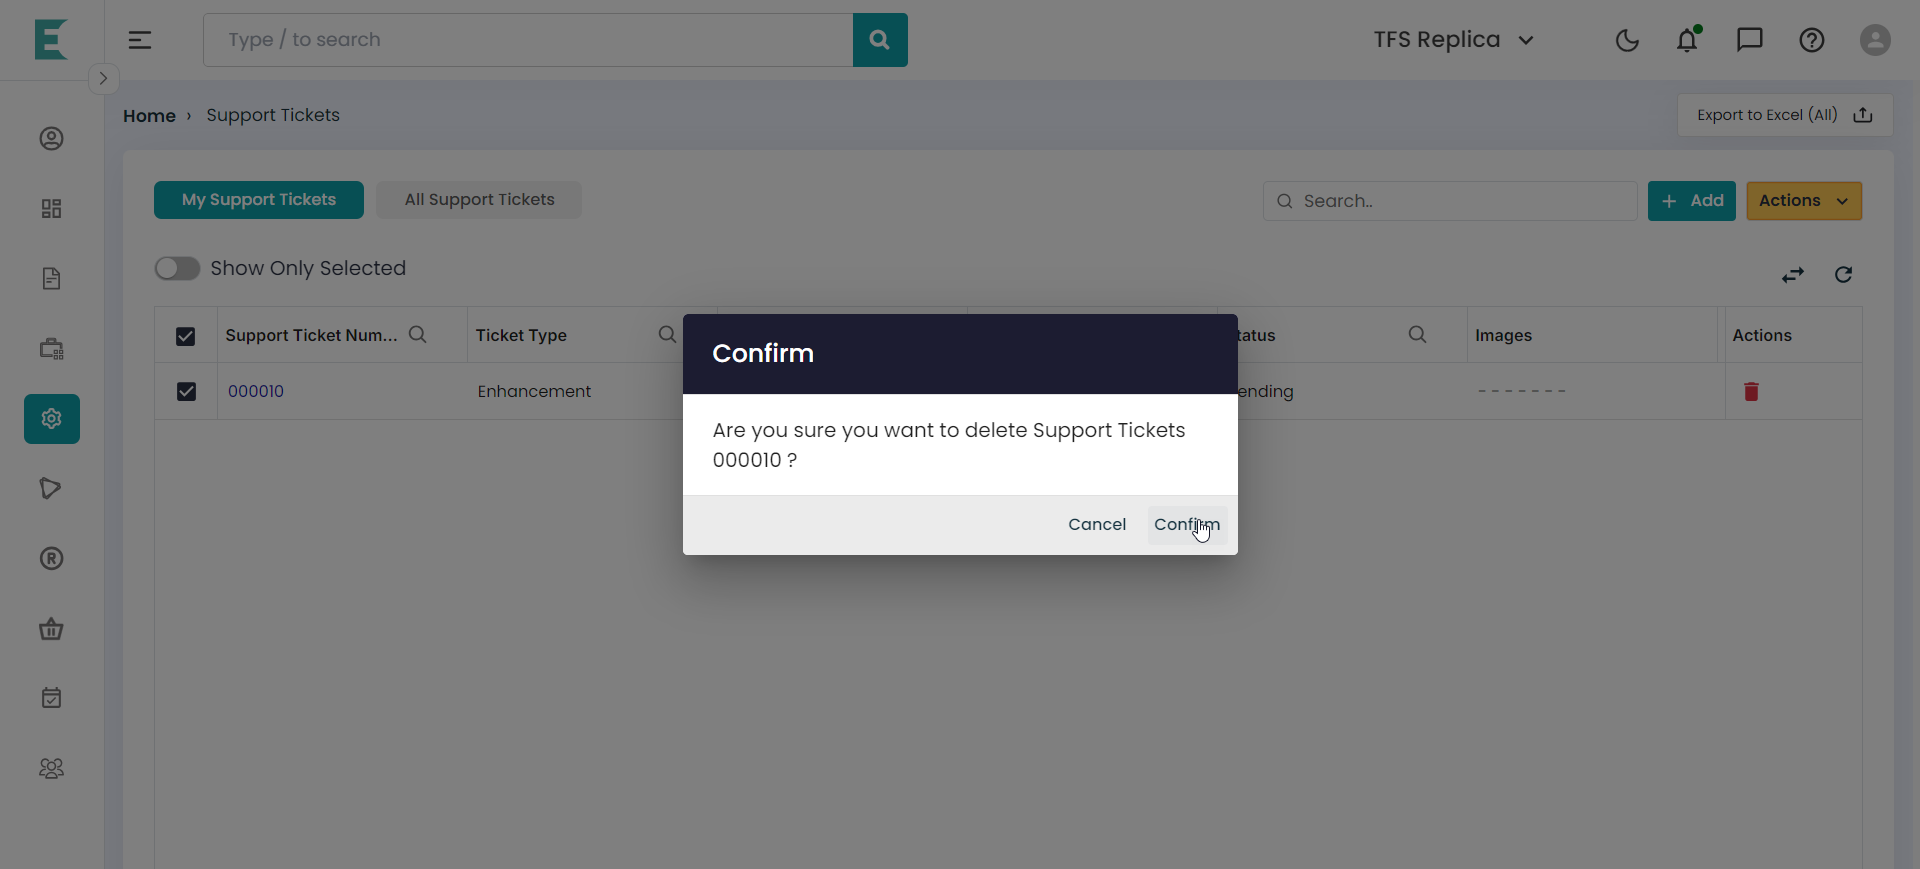 Type / to search
TFS Replica
Home › Support Tickets
Export to Excel (All)
My Support Tickets
All Support Tickets
Search..
+ Add
Actions
Show Only Selected
Support Ticket Num...
Ticket Type
tatus
Images
Actions
000010
Enhancement
ending
- - - - - - -
Confirm
Are you sure you want to delete Support Tickets
000010 ?
Cancel
Confirm